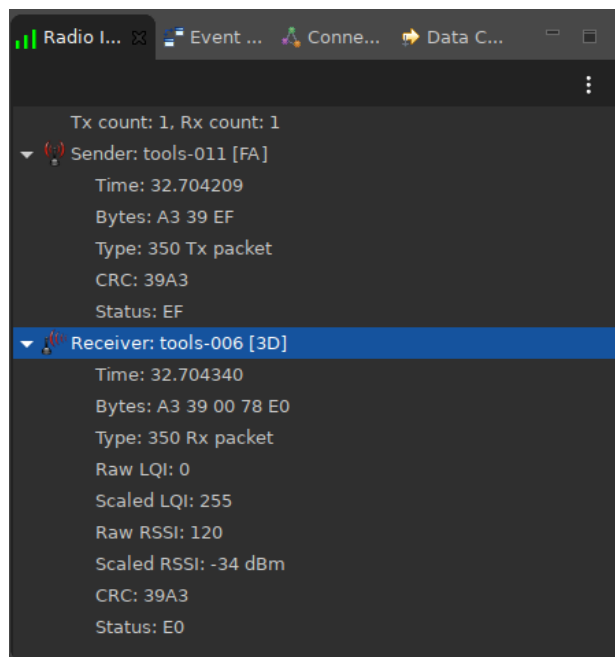 Radio I... Event ... Conne... Data C...
Tx count: 1, Rx count: 1
Sender: tools-011 [FA]
Time: 32.704209
Bytes: A3 39 EF
Type: 350 Tx packet
CRC: 39A3
Status: EF
Receiver: tools-006 [3D]
Time: 32.704340
Bytes: A3 39 00 78 E0
Type: 350 Rx packet
Raw LQI: 0
Scaled LQI: 255
Raw RSSI: 120
Scaled RSSI: -34 dBm
CRC: 39A3
Status: E0